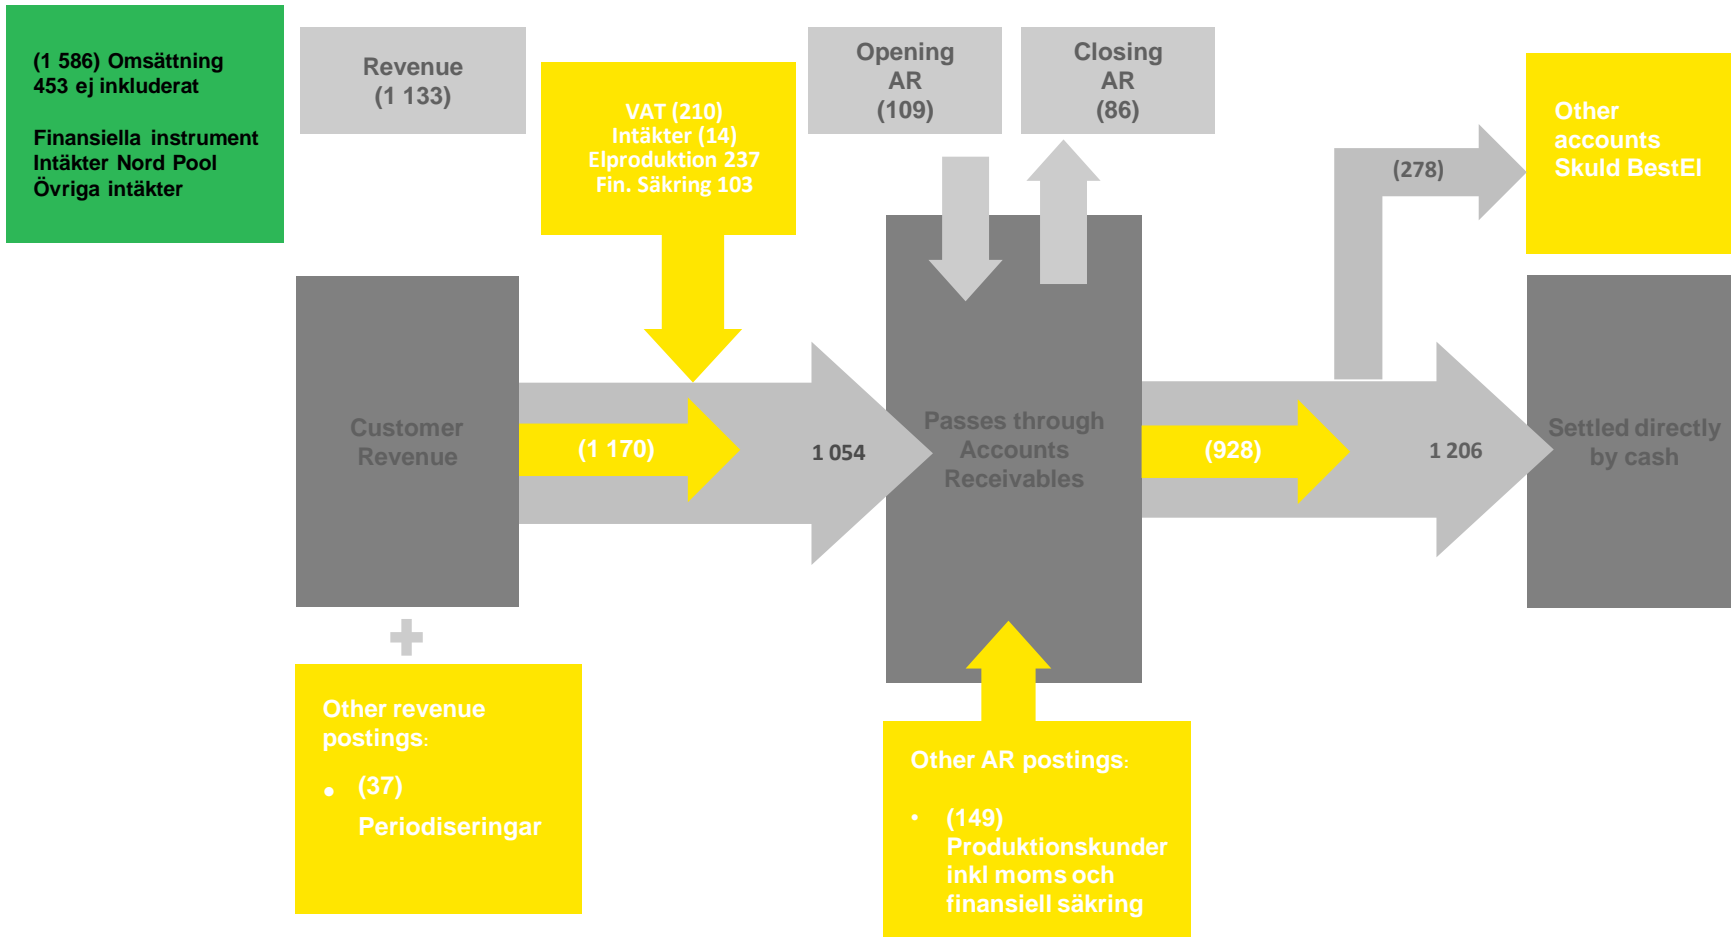 (1 586) Omsättning
453 ej inkluderat
Finansiella instrument
Intäkter Nord Pool
Övriga intäkter
Revenue
(1 133)
VAT (210)
Intäkter (14)
Elproduktion 237
Fin. Säkring 103
Opening
AR
(109)
Closing
AR
(86)
(278)
Other
accounts
Skuld BestEl
Customer
Revenue
(1 170)
1 054
Passes through
Accounts
Receivables
(928)
1 206
Settled directly
by cash
Other revenue
postings:
• (37)
Periodiseringar
Other AR postings:
• (149)
Produktionskunder
inkl moms och
finansiell säkring